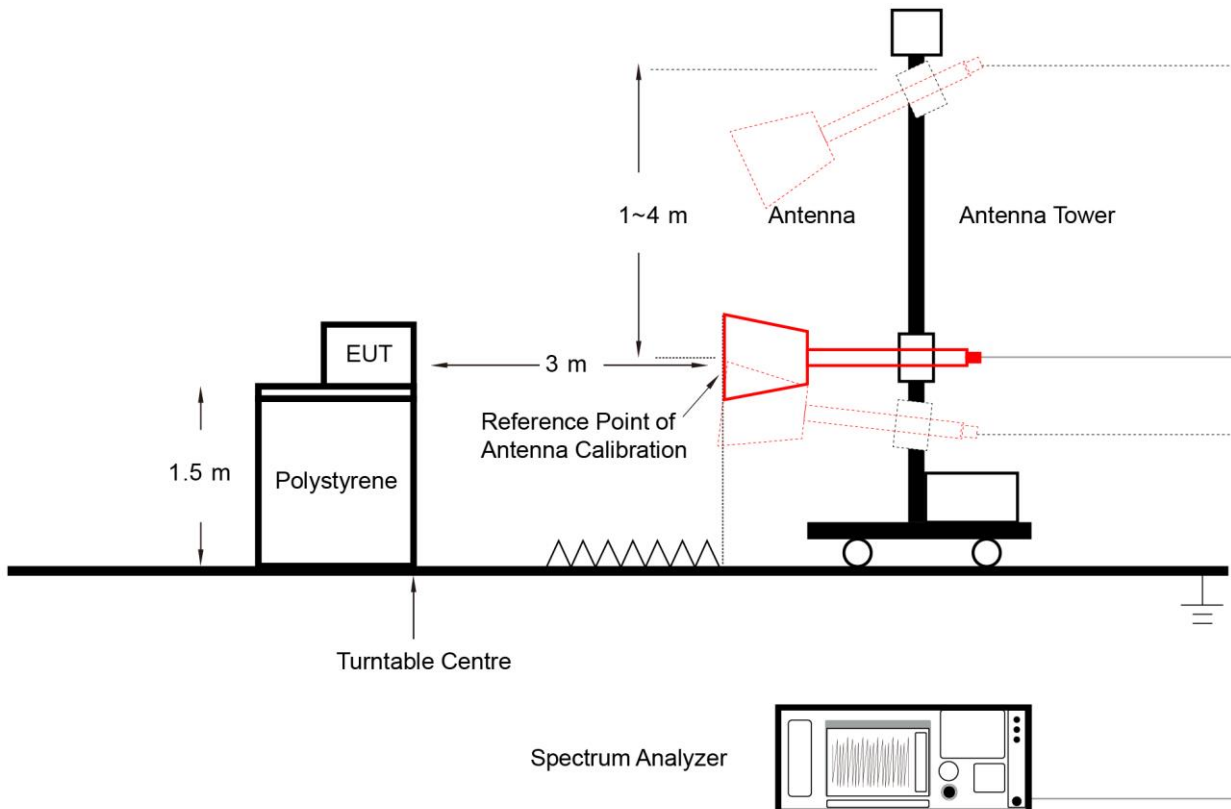 1~4 m
Antenna
Antenna Tower
EUT
3 m
Reference Point of
Antenna Calibration
1.5 m
Polystyrene
Turntable Centre
Spectrum Analyzer